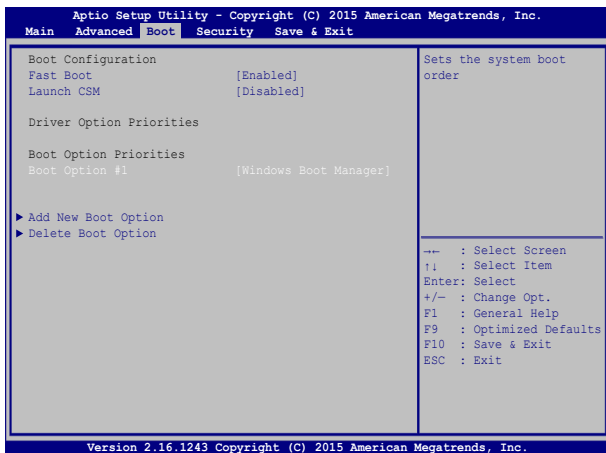 Aptio Setup Utility - Copyright (C) 2015 American Megatrends, Inc.
Main Advanced Boot Security Save & Exit
Boot Configuration
Fast Boot [Enabled]
Launch CSM [Disabled]
Driver Option Priorities
Boot Option Priorities
Boot Option #1 [Windows Boot Manager]
▶ Add New Boot Option
▶ Delete Boot Option
Sets the system boot
order
→← : Select Screen
↑↓ : Select Item
Enter: Select
+/— : Change Opt.
F1 : General Help
F9 : Optimized Defaults
F10 : Save & Exit
ESC : Exit
Version 2.16.1243 Copyright (C) 2015 American Megatrends, Inc.